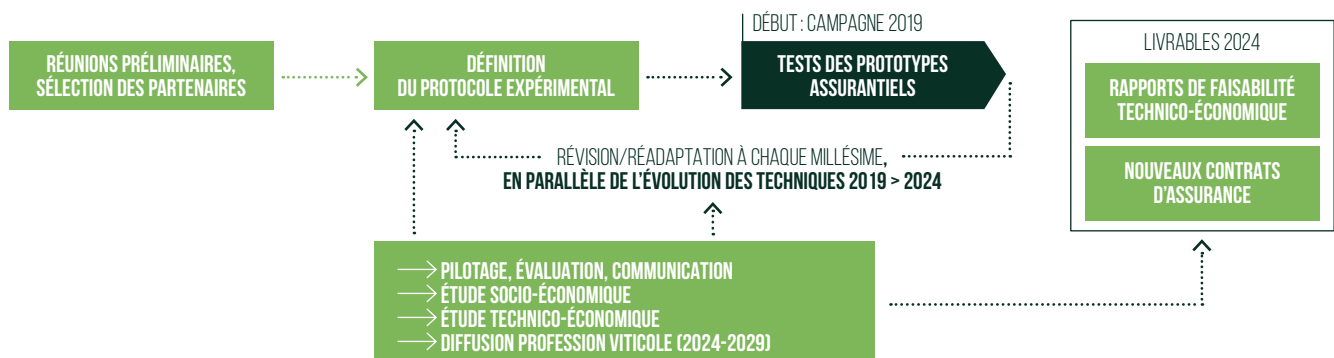 RÉUNIONS PRÉLIMINAIRES,
SÉLECTION DES PARTENAIRES
DÉFINITION
DU PROTOCOLE EXPÉRIMENTAL
DÉBUT : CAMPAGNE 2019
TESTS DES PROTOTYPES
ASSURANTIELS
LIVRABLES 2024
RAPPORTS DE FAISABILITÉ
TECHNICO-ÉCONOMIQUE
NOUVEAUX CONTRATS
D'ASSURANCE
RÉVISION/RÉADAPTATION À CHAQUE MILLÉSIME,
EN PARALLÈLE DE L'ÉVOLUTION DES TECHNIQUES 2019 > 2024
PILOTAGE, ÉVALUATION, COMMUNICATION
ÉTUDE SOCIO-ÉCONOMIQUE
ÉTUDE TECHNICO-ÉCONOMIQUE
DIFFUSION PROFESSION VITICOLE (2024-2029)